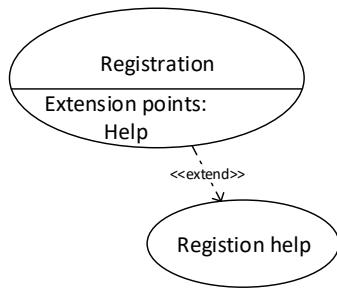 Registration
Extension points:
Help
<<extend>>
Registion help